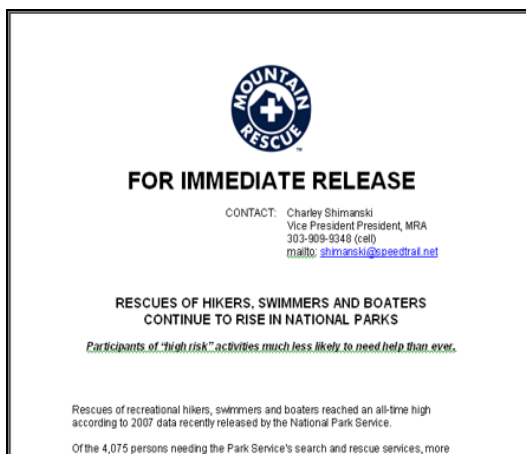 MOUNTAIN
RESCUE
TM
FOR IMMEDIATE RELEASE
CONTACT: Charley Shimanski
Vice President President, MRA
303-909-9348 (cell)
mailto: shimanski@speedtrail.net
RESCUES OF HIKERS, SWIMMERS AND BOATERS
CONTINUE TO RISE IN NATIONAL PARKS
Participants of "high risk" activities much less likely to need help than ever.
Rescues of recreational hikers, swimmers and boaters reached an all-time high
according to 2007 data recently released by the National Park Service.
Of the 4,075 persons needing the Park Service's search and rescue services, more